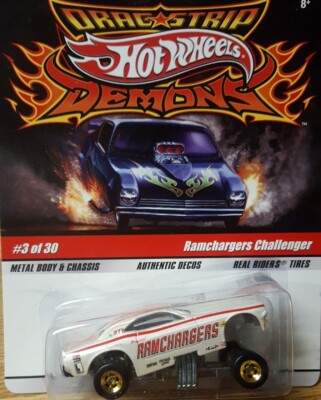 8+
DRAG STRIP
Hot Wheels
DEMONS
TM
#3 of 30
Ramchargers Challenger
METAL BODY & CHASSIS AUTHENTIC DECOS REAL RIDERS® TIRES
RAMCHARGERS